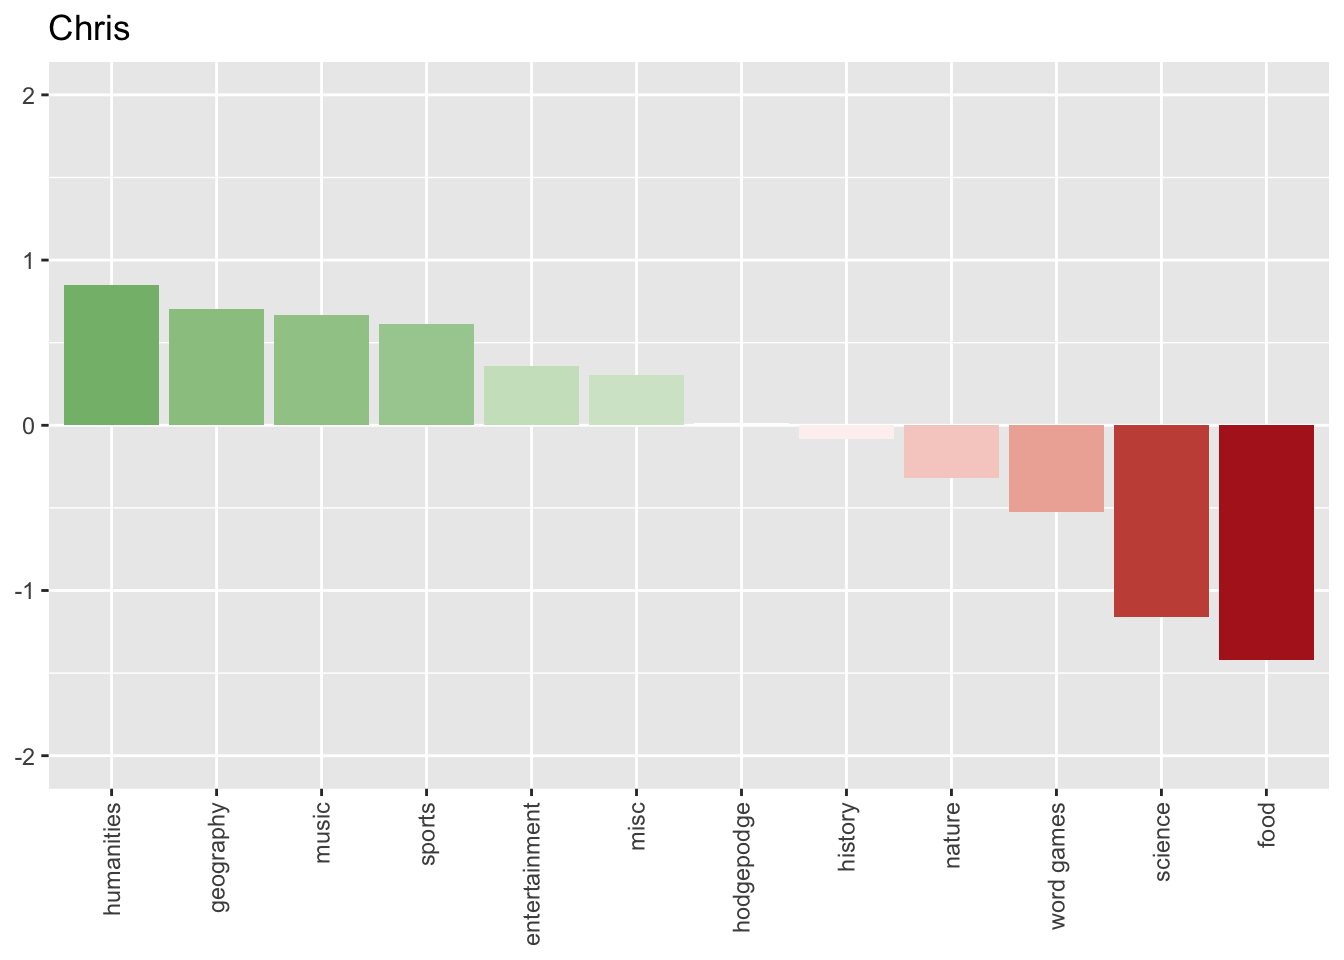 Chris
2
1
0
-1
-2
humanities
geography
music
sports
entertainment
misc
hodgepodge
history
nature
word games
science
food